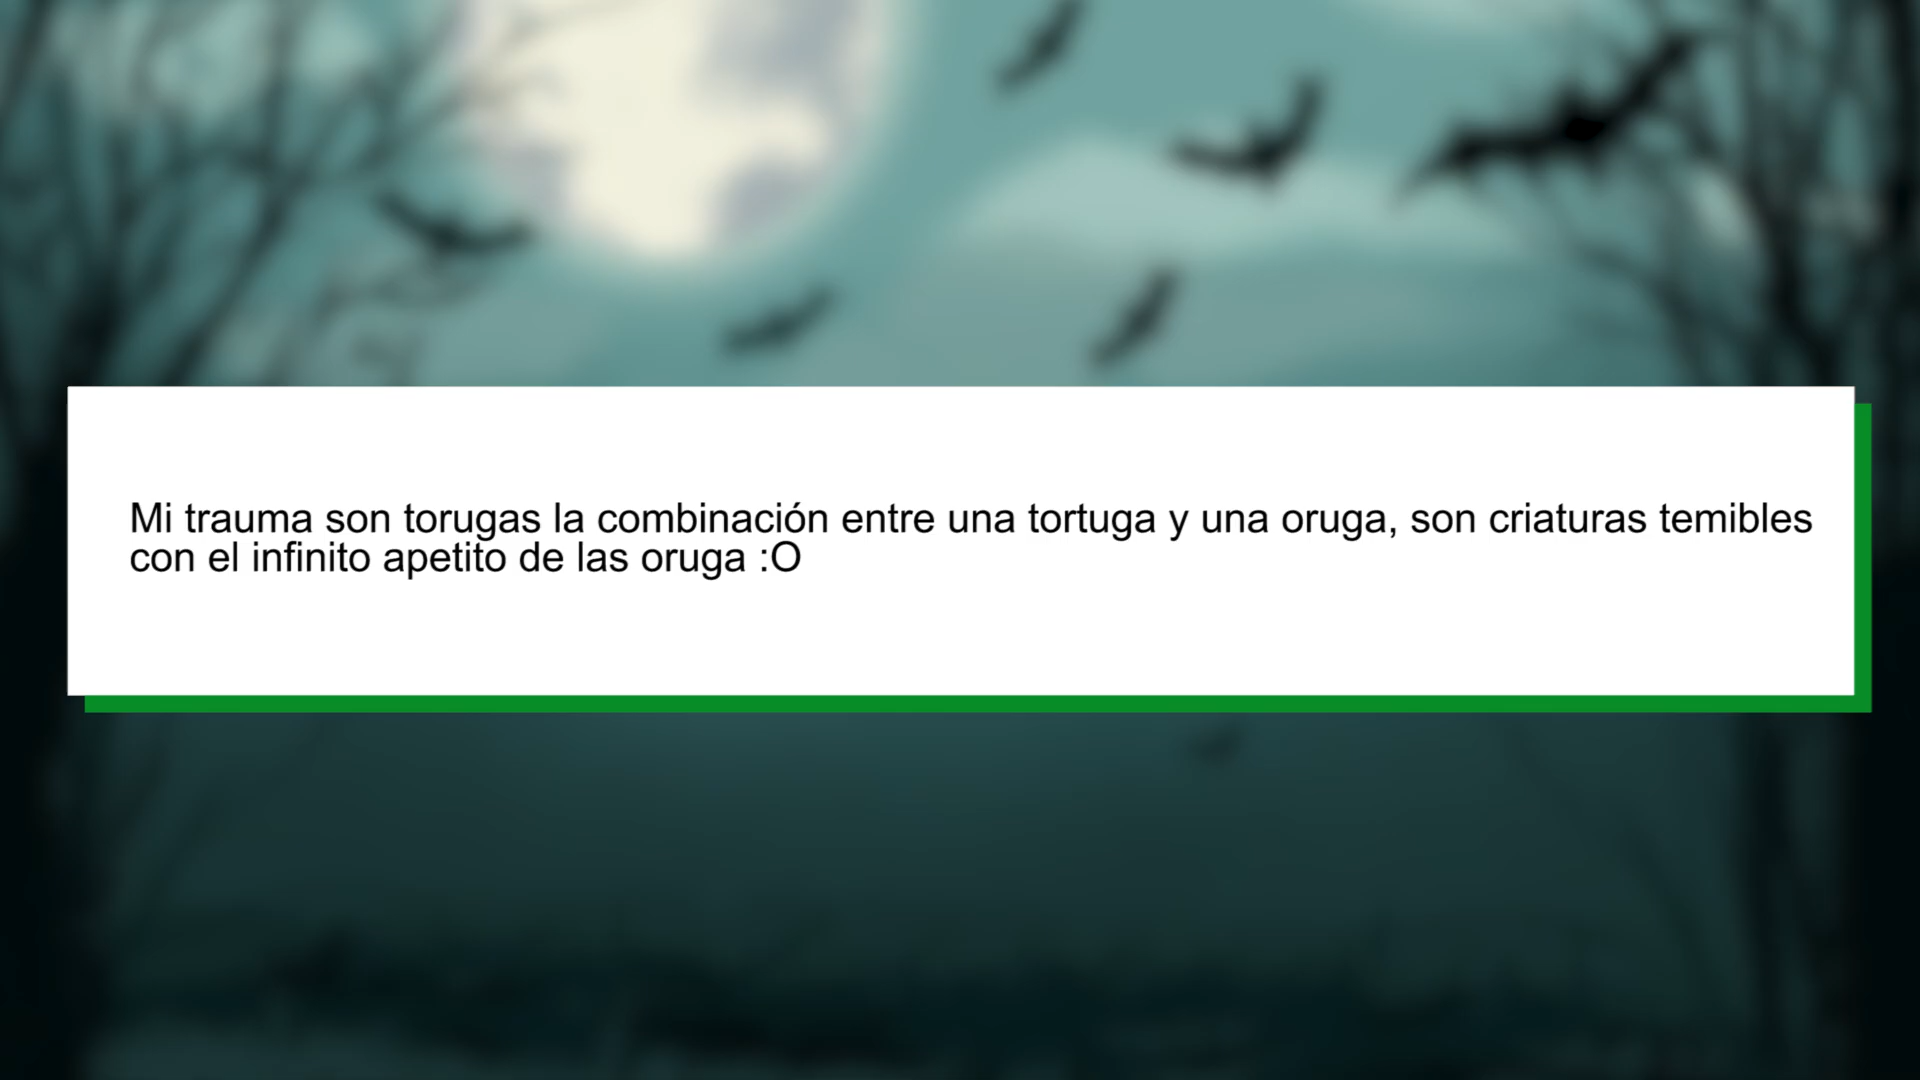 Mi trauma son torugas la combinación entre una tortuga y una oruga, son criaturas temibles
con el infinito apetito de las oruga :O